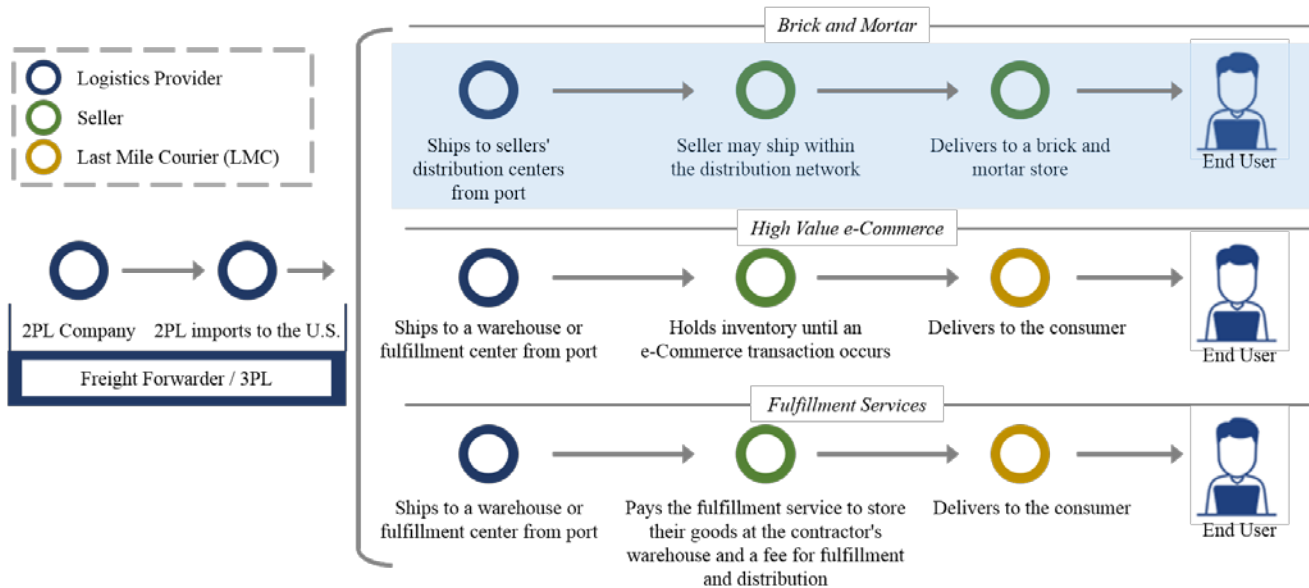 Logistics Provider
Seller
Last Mile Courier (LMC)
2PL Company
2PL imports to the U.S.
Freight Forwarder / 3PL
Brick and Mortar
Ships to sellers'
distribution centers
from port
Seller may ship within
the distribution network
Delivers to a brick and
mortar store
End User
High Value e-Commerce
Ships to a warehouse or
fulfillment center from port
Holds inventory until an
e-Commerce transaction occurs
Delivers to the consumer
End User
Fulfillment Services
Ships to a warehouse or
fulfillment center from port
Pays the fulfillment service to store
their goods at the contractor's
warehouse and a fee for fulfillment
and distribution
Delivers to the consumer
End User